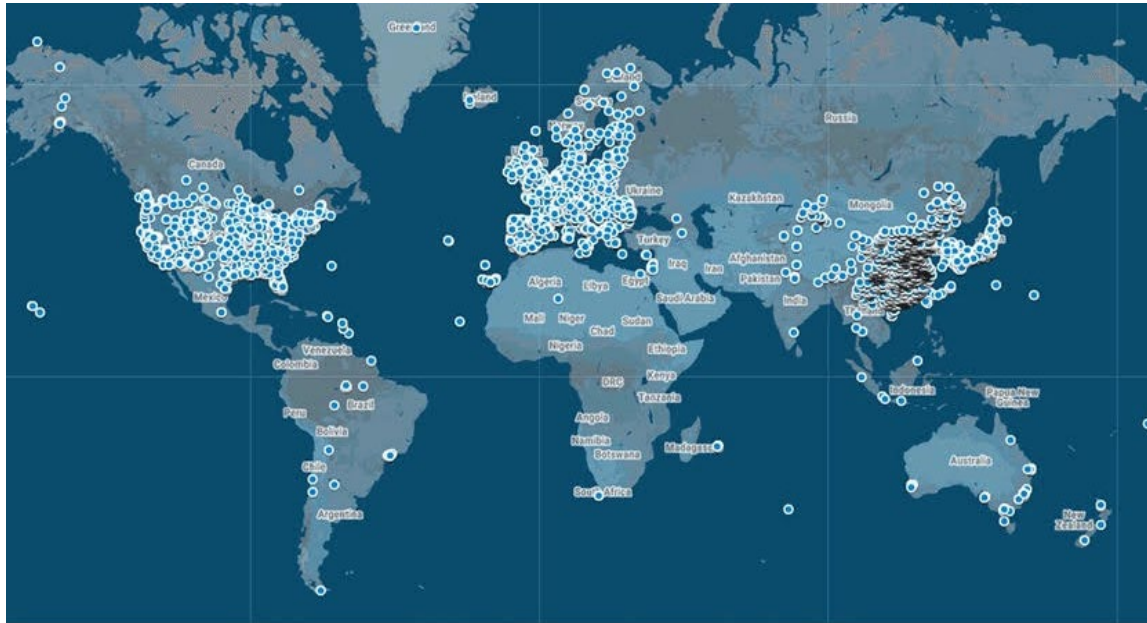 Greenland
Iceland
Russia
Canada
Ukraine
Kazakhstan
Mongolia
Turkey
Afghanistan
Iraq
Iran
Algeria
Libya
Egypt
Pakistan
Saudi Arabia
India
Mexico
Mali
Niger
Sudan
Chad
Nigeria
Ethiopia
Venezuela
Colombia
DRC
Kenya
Indonesia
Tanzania
Papua New
Guinea
Peru
Brazil
Angola
Bolivia
Namibia
Madagasc
Botswana
Australia
Chile
South Africa
Argentina
New
Zealand